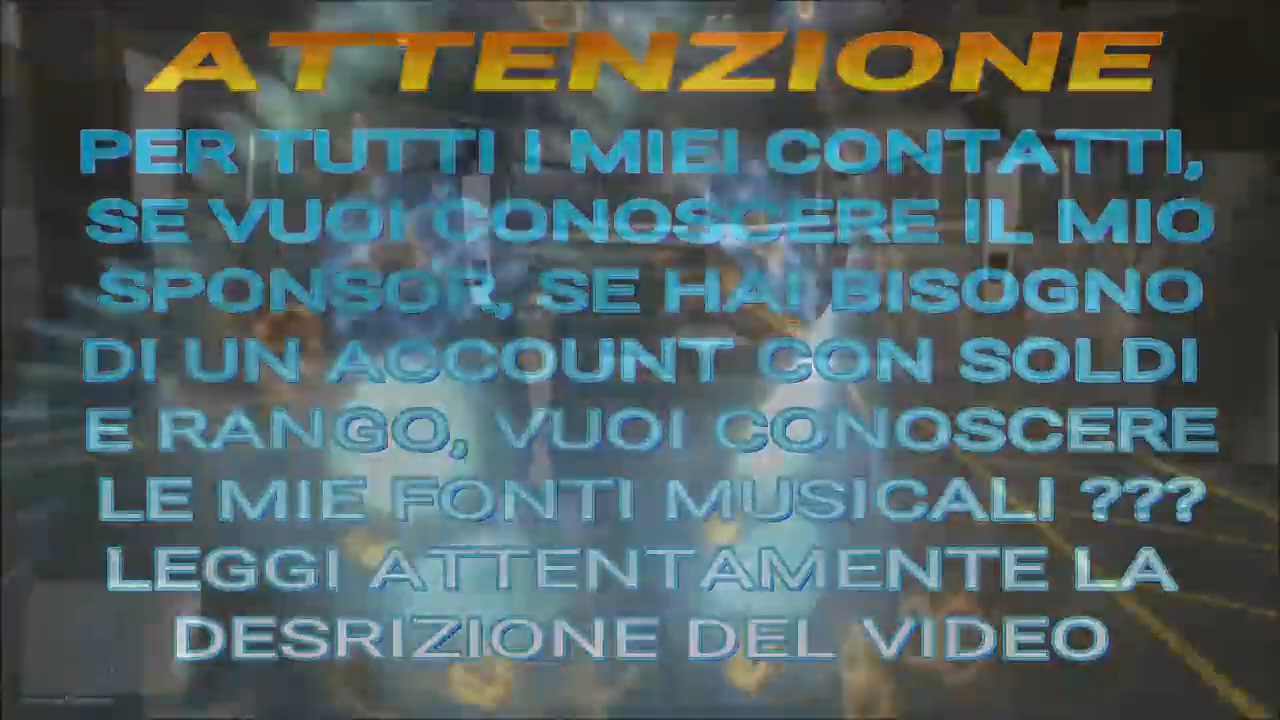 ATTENZIONE
PER TUTTI I MIEI CONTATTI,
SE VUOI CONOSCERE IL MIO
SPONSOR, SE HAI BISOGNO
DI UN ACCOUNT CON SOLDI
E RANGO, VUOI CONOSCERE
LE MIE FONTI MUSICALI ???
LEGGI ATTENTAMENTE LA
DESRIZIONE DEL VIDEO